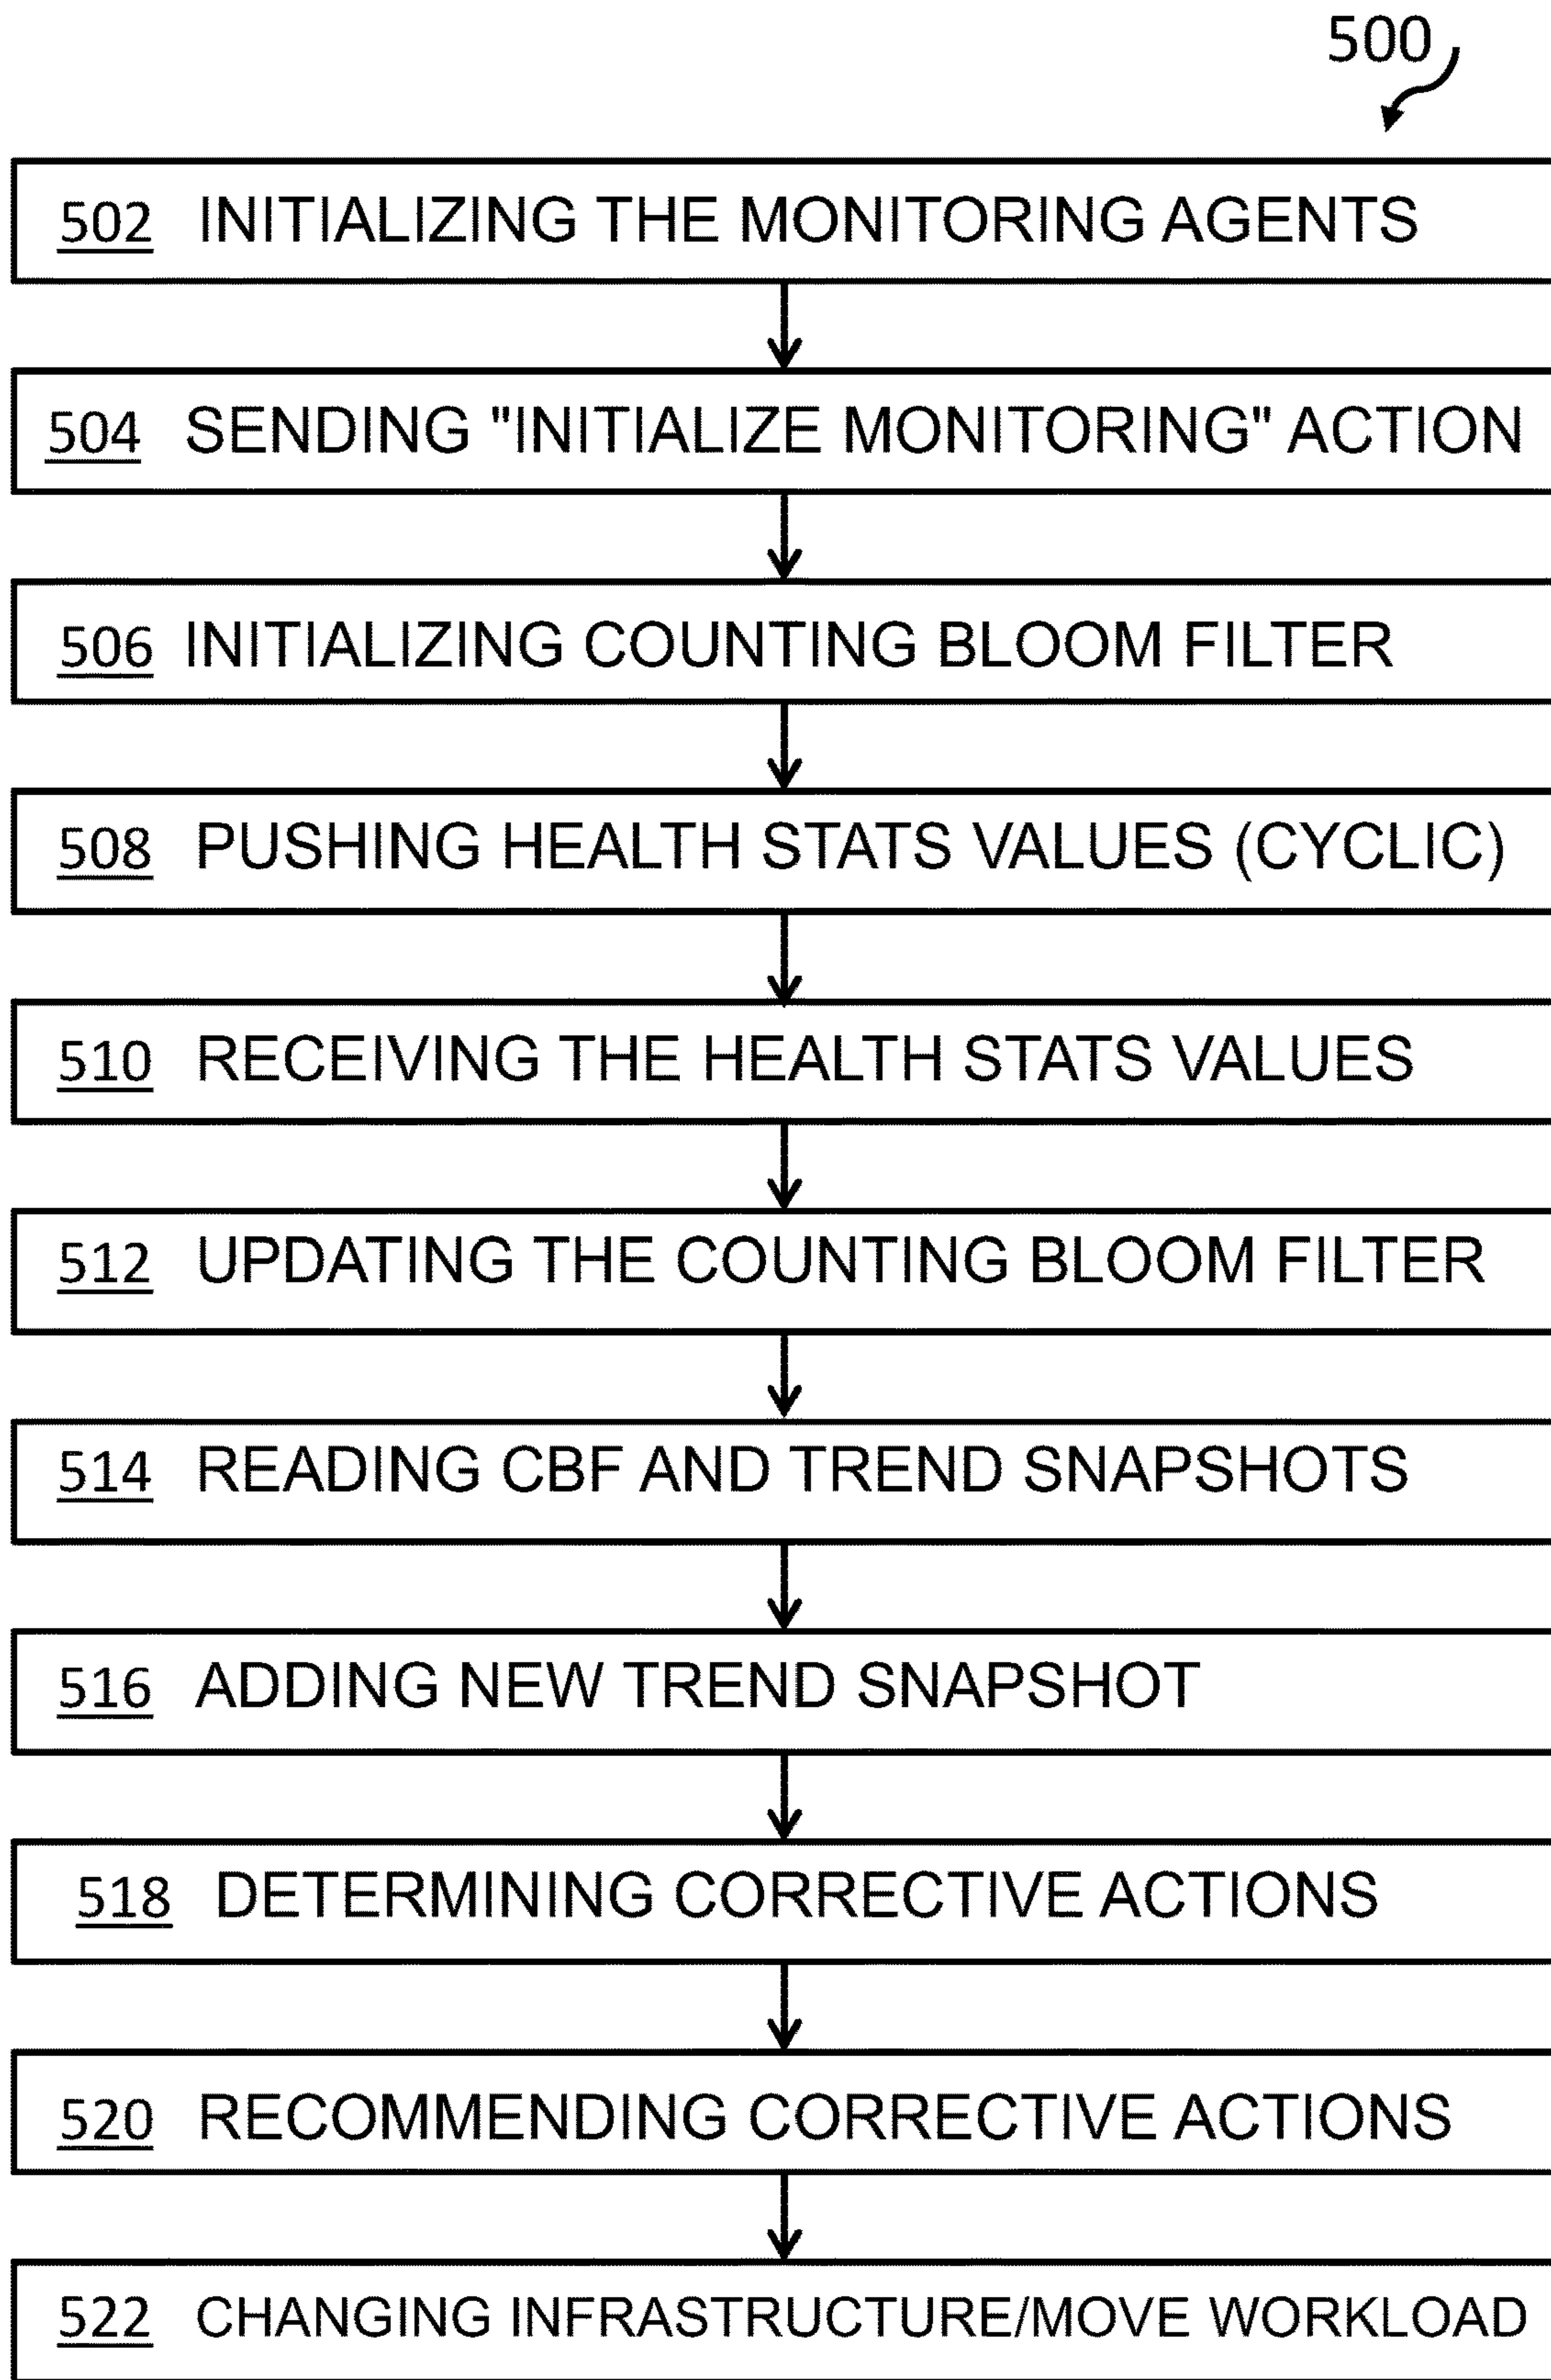 500
502 INITIALIZING THE MONITORING AGENTS
504 SENDING "INITIALIZE MONITORING" ACTION
506 INITIALIZING COUNTING BLOOM FILTER
508 PUSHING HEALTH STATS VALUES (CYCLIC)
510 RECEIVING THE HEALTH STATS VALUES
512 UPDATING THE COUNTING BLOOM FILTER
514 READING CBF AND TREND SNAPSHOTS
516 ADDING NEW TREND SNAPSHOT
518 DETERMINING CORRECTIVE ACTIONS
520 RECOMMENDING CORRECTIVE ACTIONS
522 CHANGING INFRASTRUCTURE/MOVE WORKLOAD